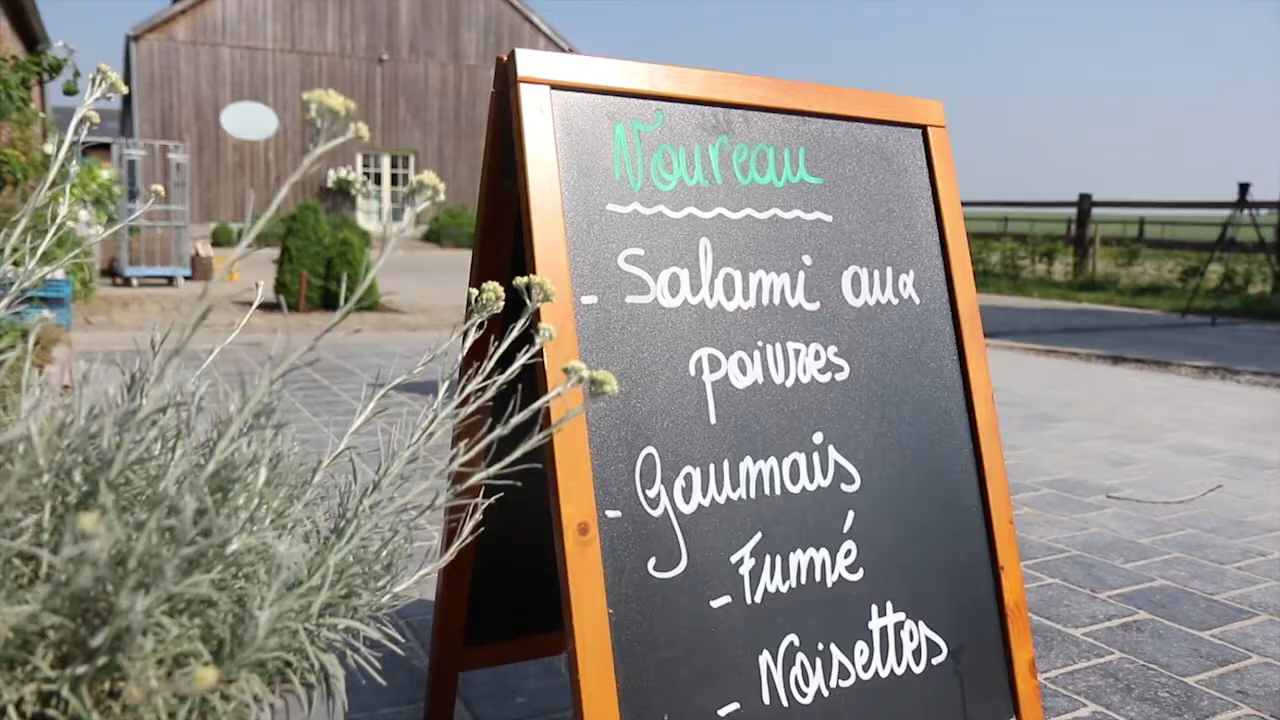 Nouveau
- Salami aux
poivres
- Gaumais
- Fumé
- Noisettes